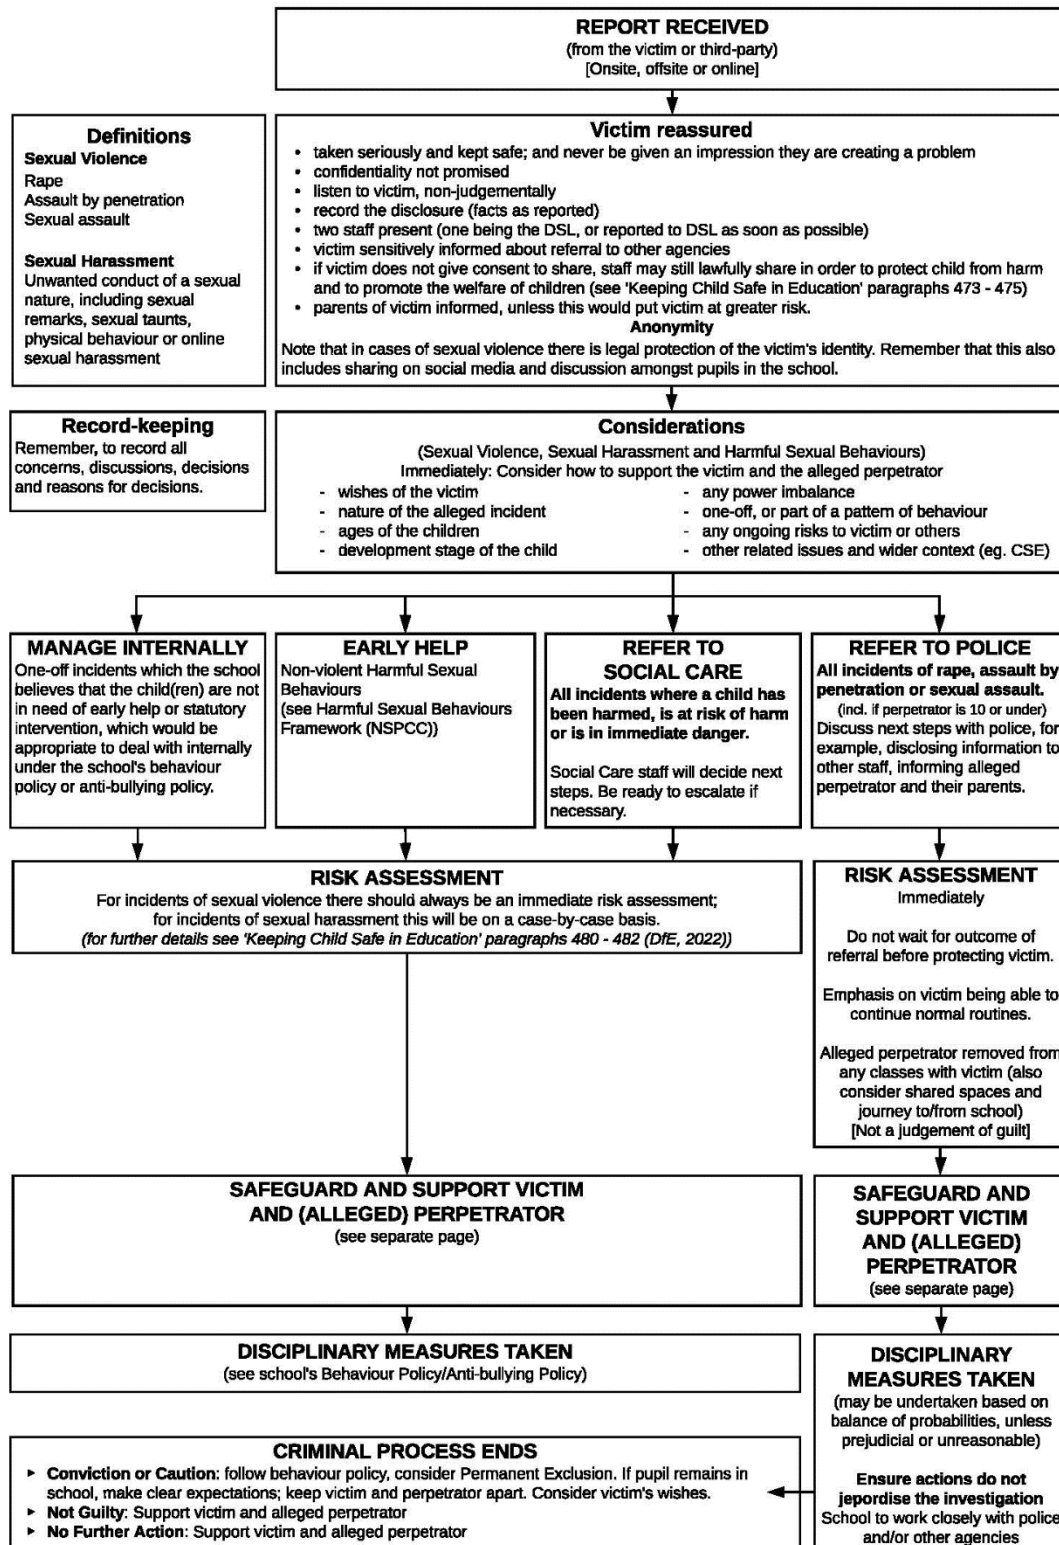 REPORT RECEIVED
(from the victim or third-party)
[Onsite, offsite or online]
Definitions
Sexual Violence
Rape
Assault by penetration
Sexual assault
Sexual Harassment
Unwanted conduct of a sexual
nature, including sexual
remarks, sexual taunts,
physical behaviour or online
sexual harassment
Victim reassured
• taken seriously and kept safe; and never be given an impression they are creating a problem
• confidentiality not promised
• listen to victim, non-judgementally
• record the disclosure (facts as reported)
• two staff present (one being the DSL, or reported to DSL as soon as possible)
• victim sensitively informed about referral to other agencies
• if victim does not give consent to share, staff may still lawfully share in order to protect child from harm
and to promote the welfare of children (see 'Keeping Child Safe in Education' paragraphs 473 - 475)
• parents of victim informed, unless this would put victim at greater risk.
Anonymity
Note that in cases of sexual violence there is legal protection of the victim's identity. Remember that this also
includes sharing on social media and discussion amongst pupils in the school.
Record-keeping
Remember, to record all
concerns, discussions, decisions
and reasons for decisions.
Considerations
(Sexual Violence, Sexual Harassment and Harmful Sexual Behaviours)
Immediately: Consider how to support the victim and the alleged perpetrator
- wishes of the victim
- nature of the alleged incident
- ages of the children
- development stage of the child
- any power imbalance
- one-off, or part of a pattern of behaviour
- any ongoing risks to victim or others
- other related issues and wider context (eg. CSE)
MANAGE INTERNALLY
One-off incidents which the school
believes that the child(ren) are not
in need of early help or statutory
intervention, which would be
appropriate to deal with internally
under the school's behaviour
policy or anti-bullying policy.
EARLY HELP
Non-violent Harmful Sexual
Behaviours
(see Harmful Sexual Behaviours
Framework (NSPCC))
REFER TO
SOCIAL CARE
All incidents where a child has
been harmed, is at risk of harm
or is in immediate danger.
Social Care staff will decide next
steps. Be ready to escalate if
necessary.
REFER TO POLICE
All incidents of rape, assault by
penetration or sexual assault.
(incl. if perpetrator is 10 or under)
Discuss next steps with police, for
example, disclosing information to
other staff, informing alleged
perpetrator and their parents.
RISK ASSESSMENT
For incidents of sexual violence there should always be an immediate risk assessment;
for incidents of sexual harassment this will be on a case-by-case basis.
(for further details see 'Keeping Child Safe in Education' paragraphs 480 - 482 (DfE, 2022))
RISK ASSESSMENT
Immediately
Do not wait for outcome of
referral before protecting victim.
Emphasis on victim being able to
continue normal routines.
Alleged perpetrator removed from
any classes with victim (also
consider shared spaces and
journey to/from school)
[Not a judgement of guilt]
SAFEGUARD AND SUPPORT VICTIM
AND (ALLEGED) PERPETRATOR
(see separate page)
SAFEGUARD AND
SUPPORT VICTIM
AND (ALLEGED)
PERPETRATOR
(see separate page)
DISCIPLINARY MEASURES TAKEN
(see school's Behaviour Policy/Anti-bullying Policy)
DISCIPLINARY
MEASURES TAKEN
(may be undertaken based on
balance of probabilities, unless
prejudicial or unreasonable)
Ensure actions do not
jepordise the investigation
School to work closely with police
and/or other agencies
CRIMINAL PROCESS ENDS
► Conviction or Caution: follow behaviour policy, consider Permanent Exclusion. If pupil remains in
school, make clear expectations; keep victim and perpetrator apart. Consider victim's wishes.
► Not Guilty: Support victim and alleged perpetrator
► No Further Action: Support victim and alleged perpetrator